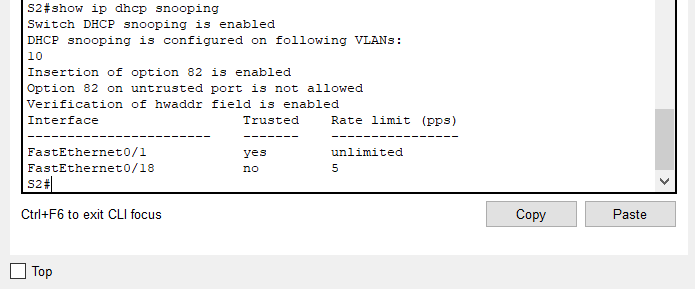 S2#show ip dhcp snooping
Switch DHCP snooping is enabled
DHCP snooping is configured on following VLANs:
10
Insertion of option 82 is enabled
Option 82 on untrusted port is not allowed
Verification of hwaddr field is enabled
Interface                  Trusted    Rate limit (pps)
-----------------------    -------    ----------------
FastEthernet0/1            yes        unlimited
FastEthernet0/18           no         5
S2#
Ctrl+F6 to exit CLI focus
Copy
Paste
Top